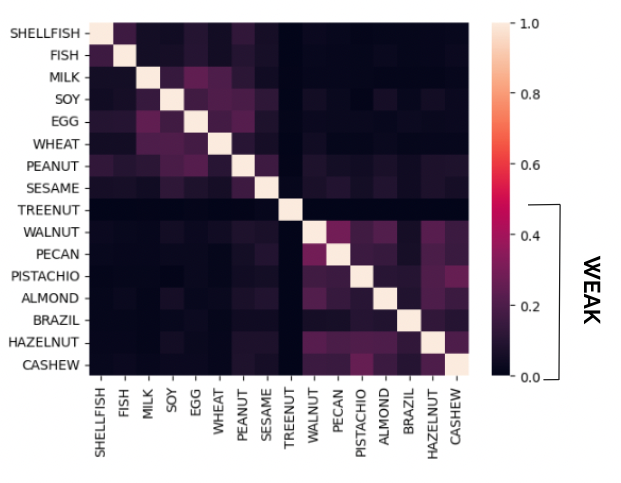 SHELLFISH
FISH
MILK
SOY
EGG
WHEAT
PEANUT
SESAME
TREENUT
WALNUT
PECAN
PISTACHIO
ALMOND
BRAZIL
HAZELNUT
CASHEW
SHELLFISH
FISH
MILK
SOY
EGG
WHEAT
PEANUT
SESAME
TREENUT
WALNUT
PECAN
PISTACHIO
ALMOND
BRAZIL
HAZELNUT
CASHEW
1.0
0.8
0.6
0.4
0.2
0.0
WEAK